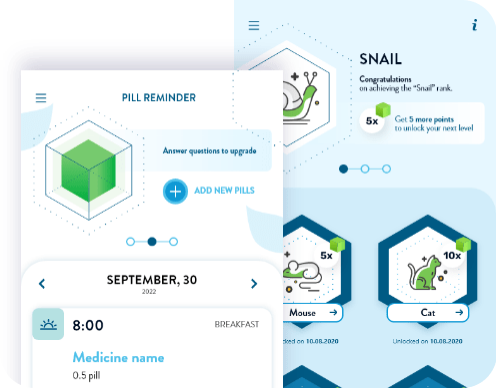 SNAIL
Congratulations
on achieving the "Snail" rank.
5x
Get 5 more points
to unlock your next level
PILL REMINDER
Answer questions to upgrade
ADD NEW PILLS
SEPTEMBER, 30
2022
8:00
BREAKFAST
Medicine name
0.5 pill
5x
Mouse
10x
Cat
ocked on 10.08.2020
Unlocked on 10.08.2020